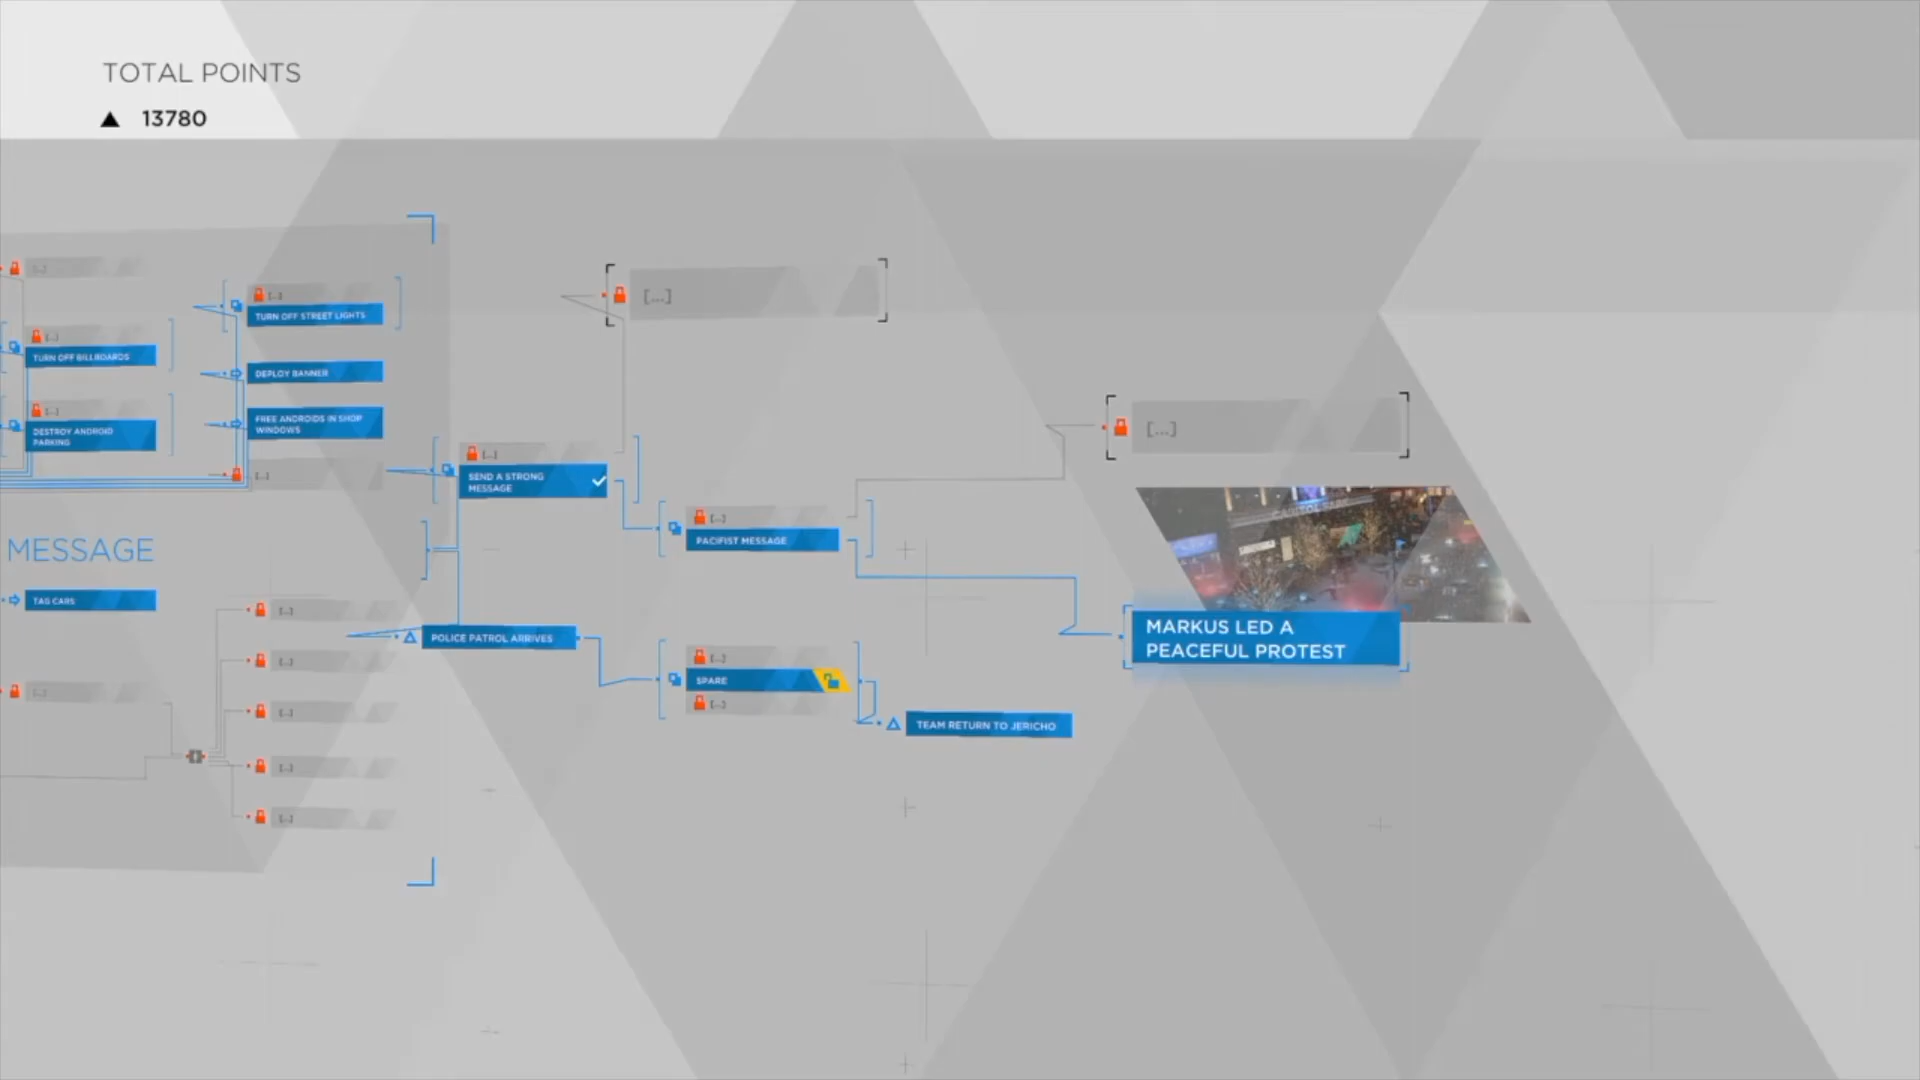 TOTAL POINTS
13780
[...]
[...]
TURN OFF STREET LIGHTS
[...]
[...]
TURN OFF BILLBOARDS
DEPLOY BANNER
[...]
DESTROY ANDROID
PARKING
FREE ANDROIDS IN SHOP
WINDOWS
[...]
[...]
[...]
SEND A STRONG
MESSAGE
[...]
PACIFIST MESSAGE
CAPITOL PARK
MESSAGE
TAG CARS
[...]
[...]
[...]
[...]
[...]
[...]
POLICE PATROL ARRIVES
[...]
SPARE
[...]
TEAM RETURN TO JERICHO
MARKUS LED A
PEACEFUL PROTEST